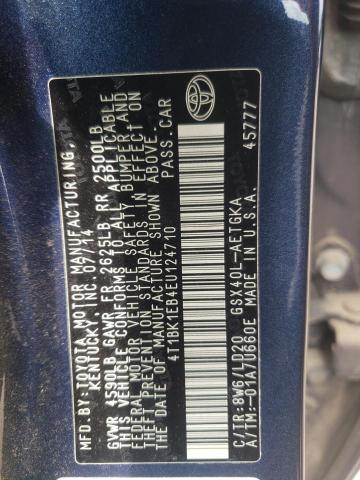 MFD.BY:TOYOTA MOTOR MANUFACTURING,
KENTUCKY, INC. 07/14
GVWR 4590LB GAWR FR 2625LB RR 2500LB
THIS VEHICLE CONFORMS TO ALL APPLICABLE
FEDERAL MOTOR VEHICLE SAFETY, BUMPER, AND
THEFT PREVENTION STANDARDS IN EFFECT ON
THE DATE OF MANUFACTURE SHOWN ABOVE.
4T1BK1EB4EU124710 PASS.CAR
C/TR:8W6/LD20 GSX40L-AETGKA
A/TM:-01A/U660E U.S.A. 45777